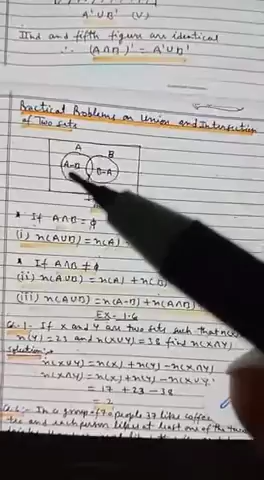 A'∪B' (V)
IInd and fifth figure are identical
∴ (A∩B)' = A'∪B'
Practical Problems on Union and Intersection
of Two sets
A B
A-B B-A
* If A∩B = ϕ
(i) n(A∪B) = n(A)
* If A∩B ≠ ϕ
(ii) n(A∪B) = n(A) + n(B)
(iii) n(A∪B) = n(A-B) + n(A∩B)
EX-1.6
Q.1- If X and Y are two sets such that n(X)
n(Y) = 23 and n(X∪Y) = 38 find n(X∩Y)
Solution:-
n(X∪Y) = n(X) + n(Y) - n(X∩Y)
n(X∩Y) = n(X) + n(Y) - n(X∪Y)
= 17 + 23 - 38
= 2
In a group of 70 people 37 like coffee
tea and each person likes at least one of the two